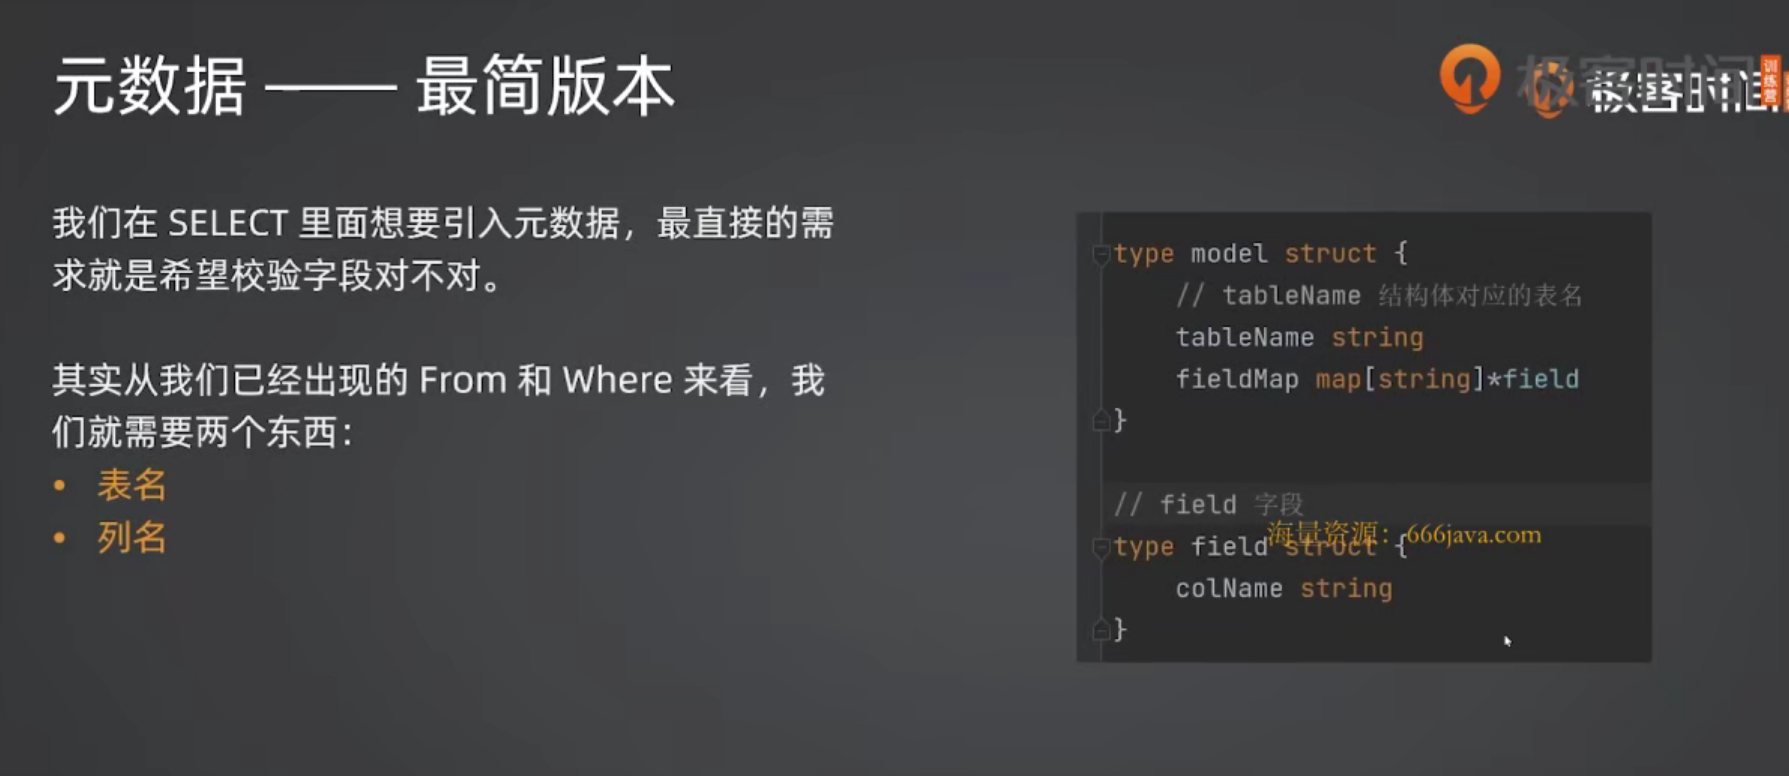 元数据 —— 最简版本
极客时间
极客时间
训练营
我们在 SELECT 里面想要引入元数据，最直接的需
求就是希望校验字段对不对。
其实从我们已经出现的 From 和 Where 来看，我
们就需要两个东西：
• 表名
• 列名
type model struct {
// tableName 结构体对应的表名
tableName string
fieldMap map[string]*field
}
// field 字段
海量资源：666java.com
type field struct {
colName string
}